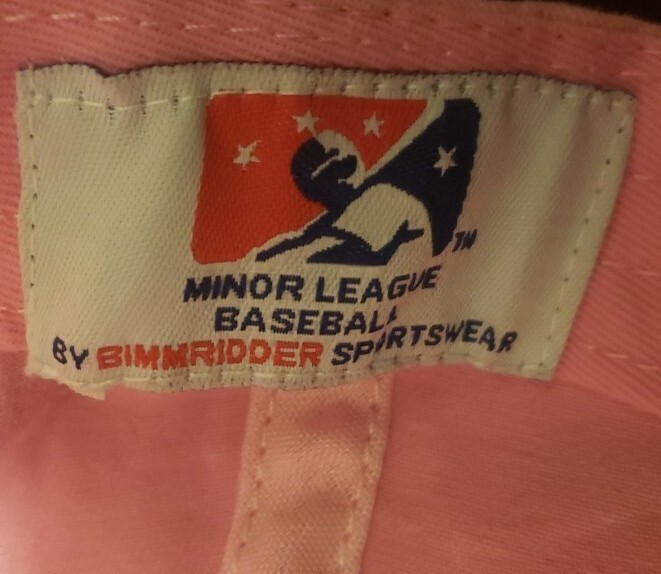 TM
MINOR LEAGUE
BASEBALL
BY BIMMRIDDER SPORTSWEAR